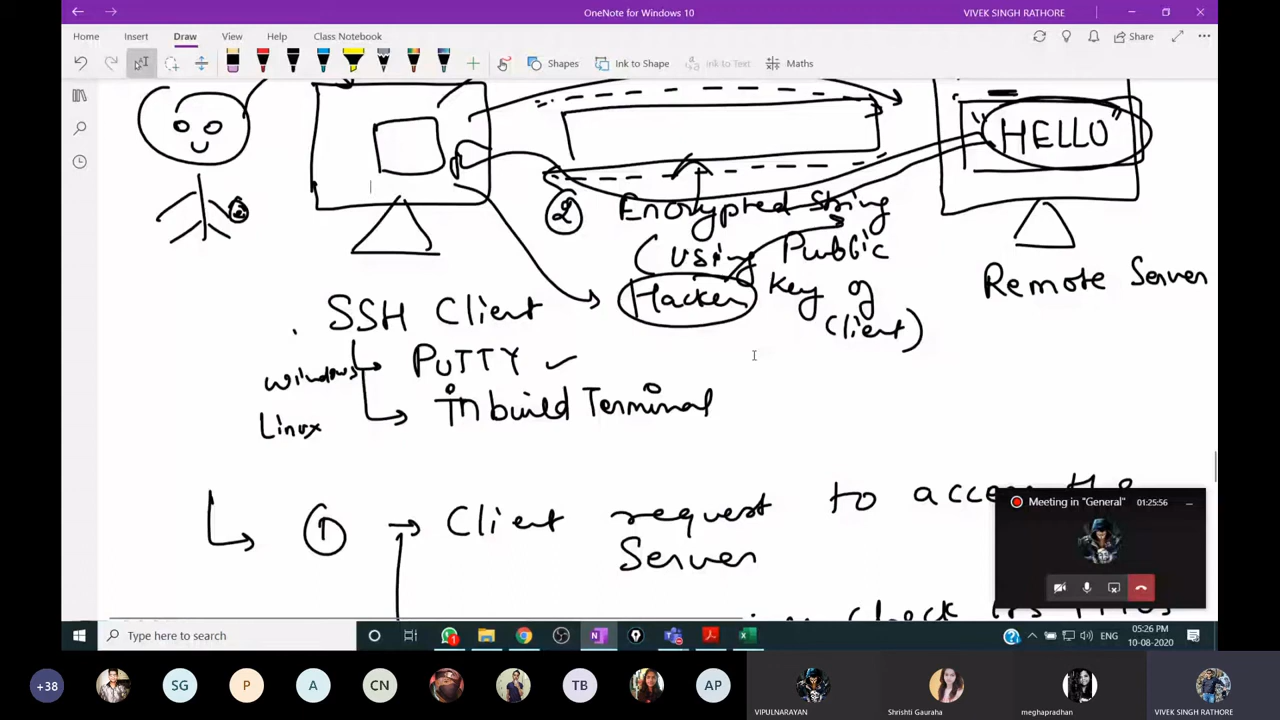 OneNote for Windows 10
VIVEK SINGH RATHORE
Home Insert Draw View Help Class Notebook
Share
Shapes Ink to Shape Ink to Text Maths
"HELLO"
2
2 Encrypted String
(Using Public
Hacker Key of
Client)
Remote Server
SSH Client
Windows PuTTY
Inbuild Terminal
Linux
1 → Client request to access the
Server
Meeting in "General" 01:25:56
check its
Type here to search
ENG
05:26 PM
10-08-2020
+38 SG P A CN TB AP
VIPULNARAYAN Shrishti Gauraha meghapradhan VIVEK SINGH RATHORE